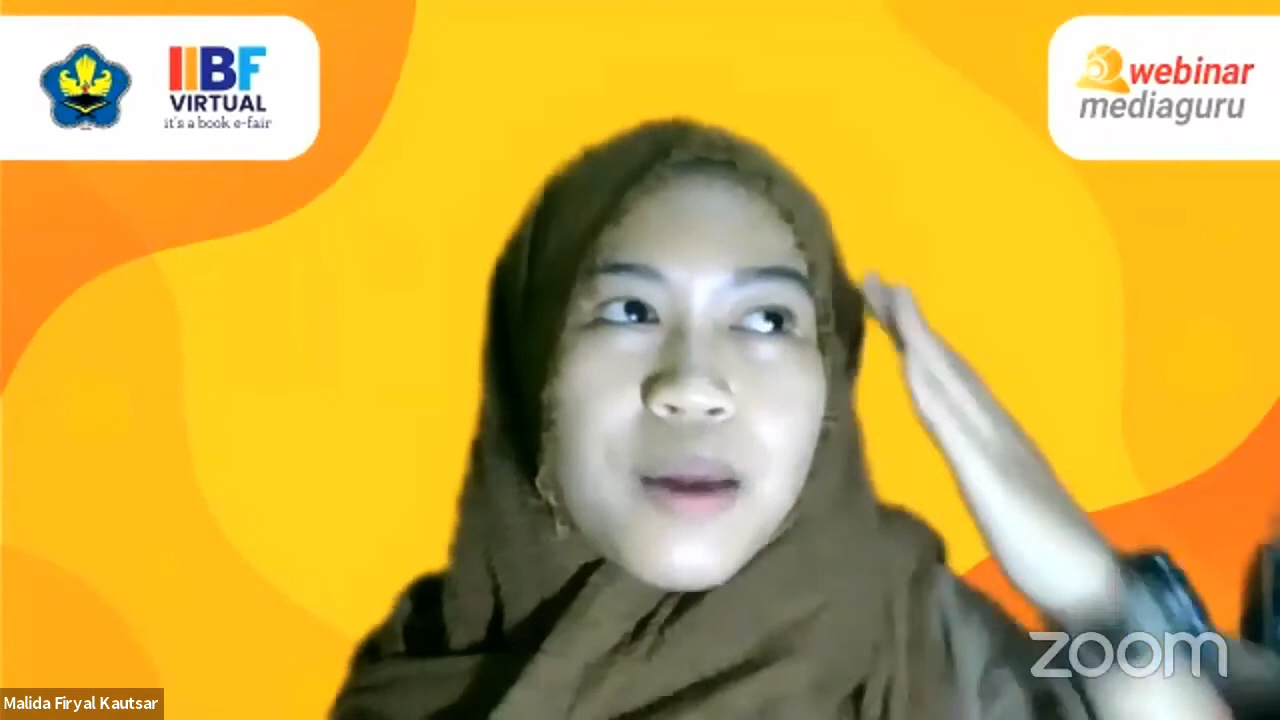 IIBF
VIRTUAL
it's a book e-fair
webinar
mediaguru
zoom
Malida Firyal Kautsar